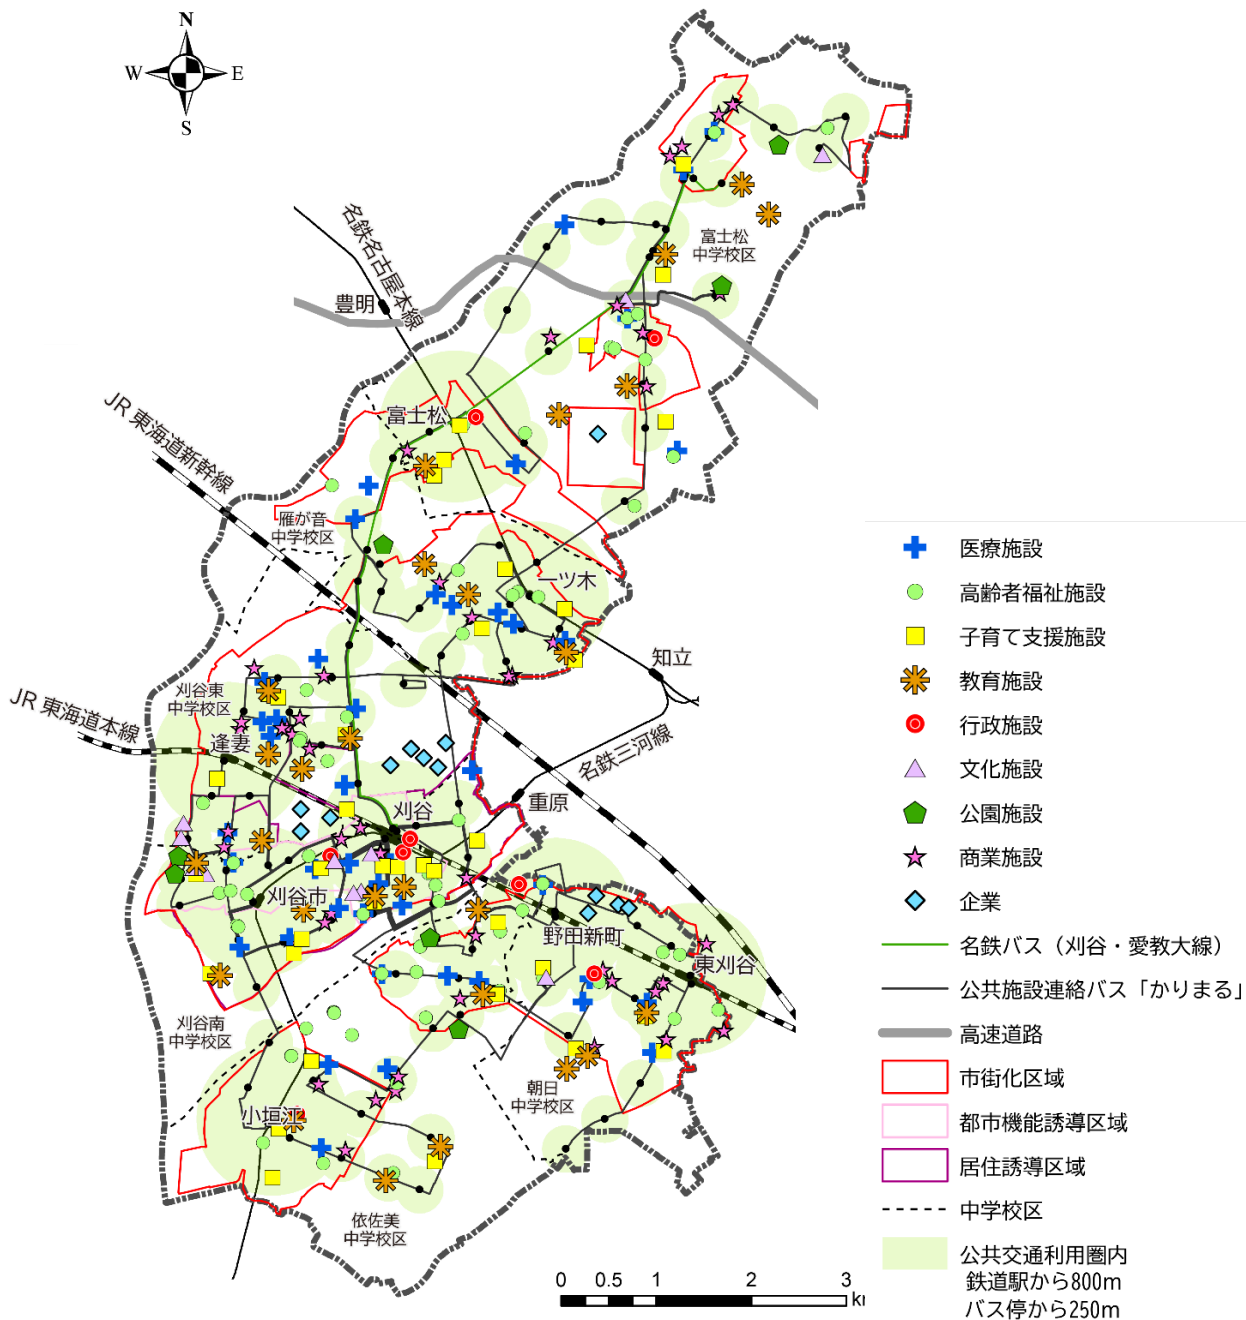 N
W E
S
名鉄名古屋本線
豊明
富士松
中学校区
JR 東海道新幹線
富士松
雁が音
中学校区
一ツ木
知立
刈谷東
中学校区
JR 東海道本線
逢妻
名鉄三河線
重原
刈谷
刈谷市
野田新町
東刈谷
刈谷南
中学校区
小垣江
朝日
中学校区
依佐美
中学校区
0 0.5 1 2 3
医療施設
高齢者福祉施設
子育て支援施設
教育施設
行政施設
文化施設
公園施設
商業施設
企業
名鉄バス（刈谷・愛教大線）
公共施設連絡バス「かりまる」
高速道路
市街化区域
都市機能誘導区域
居住誘導区域
中学校区
公共交通利用圏内
鉄道駅から800m
バス停から250m